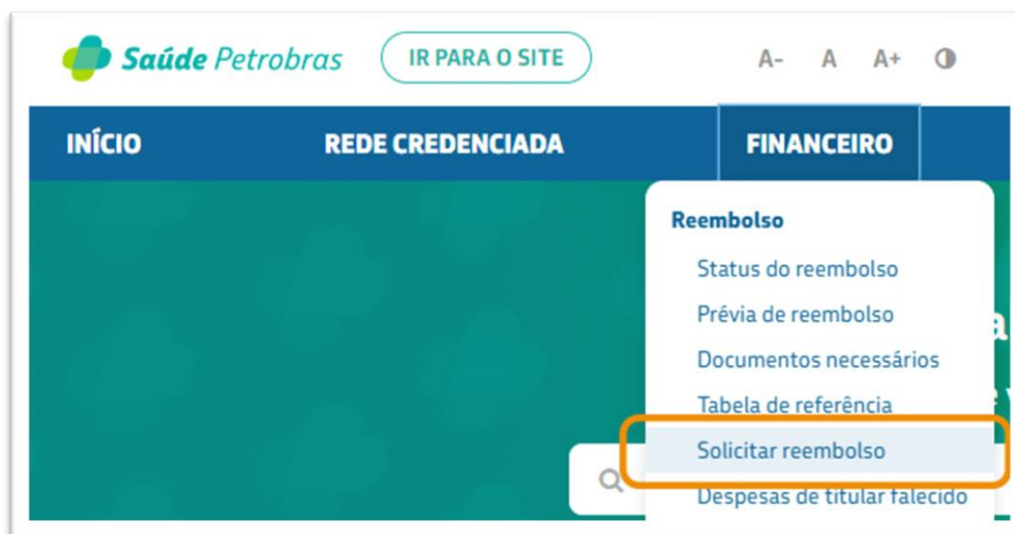 Saúde Petrobras IR PARA O SITE A- A A+
INÍCIO REDE CREDENCIADA FINANCEIRO
Reembolso
Status do reembolso
Prévia de reembolso
Documentos necessários
Tabela de referência
Solicitar reembolso
Despesas de titular falecido